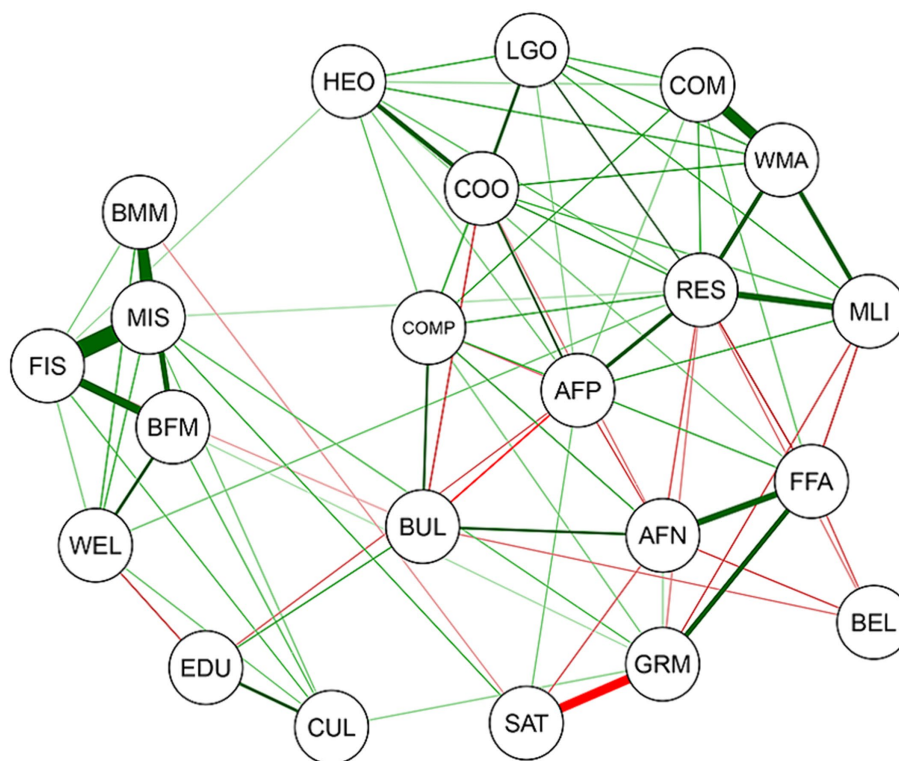 LGO
HEO
COM
WMA
COO
BMM
RES
MIS
MLI
COMP
FIS
AFP
BFM
FFA
BUL
AFN
WEL
BEL
GRM
EDU
SAT
CUL